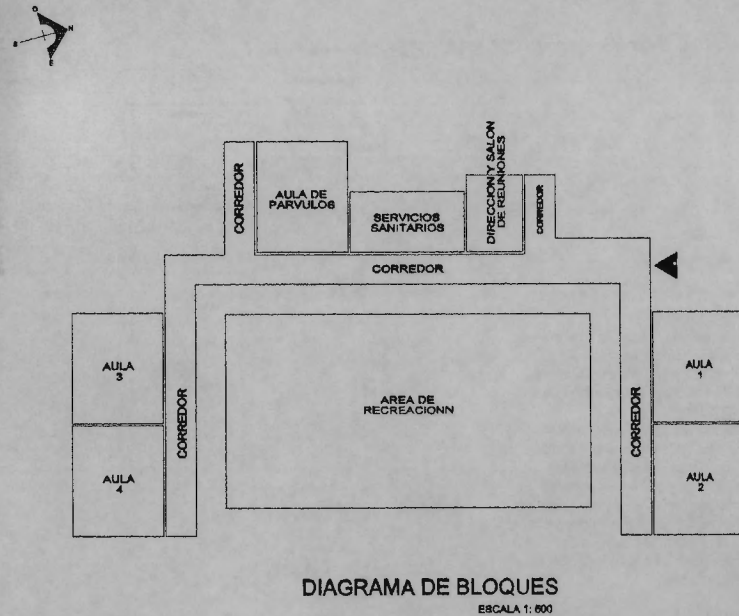 O
N
S
E
CORREDOR
AULA DE
PARVULOS
SERVICIOS
SANITARIOS
DIRECCION Y SALON
DE REUNIONES
CORREDOR
CORREDOR
AULA
3
AULA
1
AREA DE
RECREACIONN
CORREDOR
CORREDOR
AULA
4
AULA
2
DIAGRAMA DE BLOQUES
ESCALA 1: 600